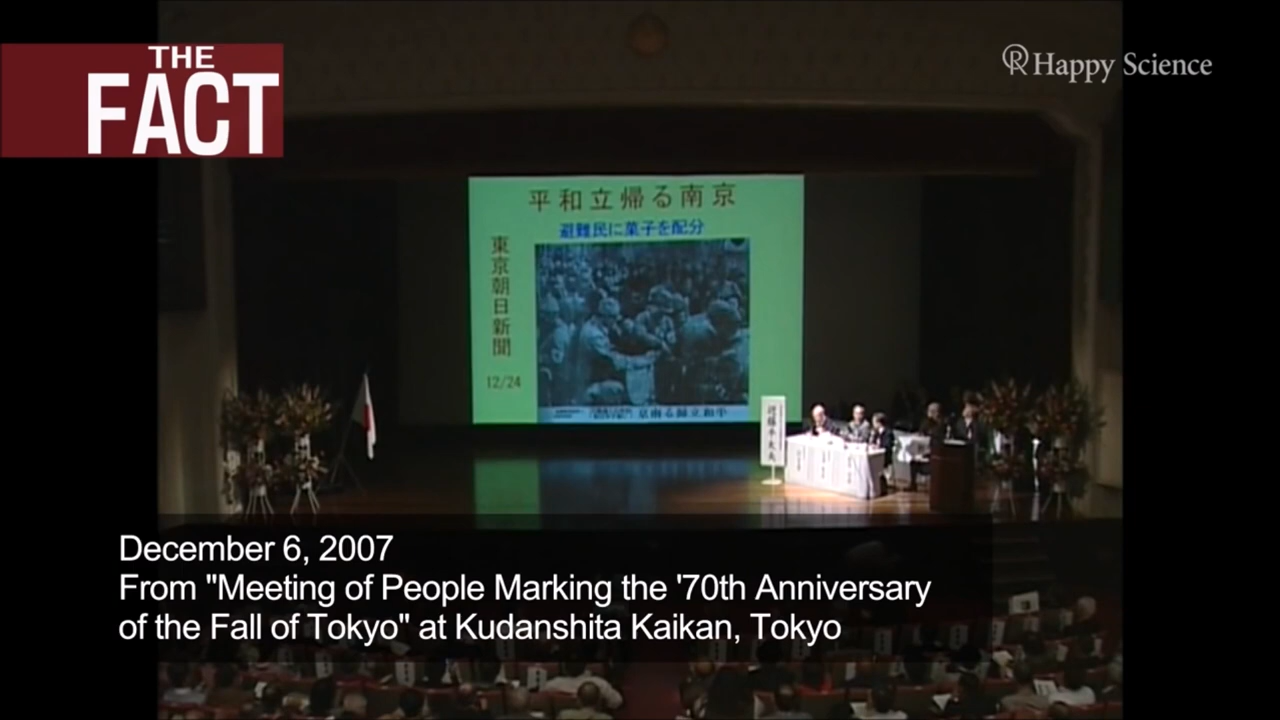 THE
FACT
Happy Science
平和立帰る南京
避難民に菓子を配分
東京朝日新聞
12/24
December 6, 2007
From "Meeting of People Marking the '70th Anniversary
of the Fall of Tokyo" at Kudanshita Kaikan, Tokyo